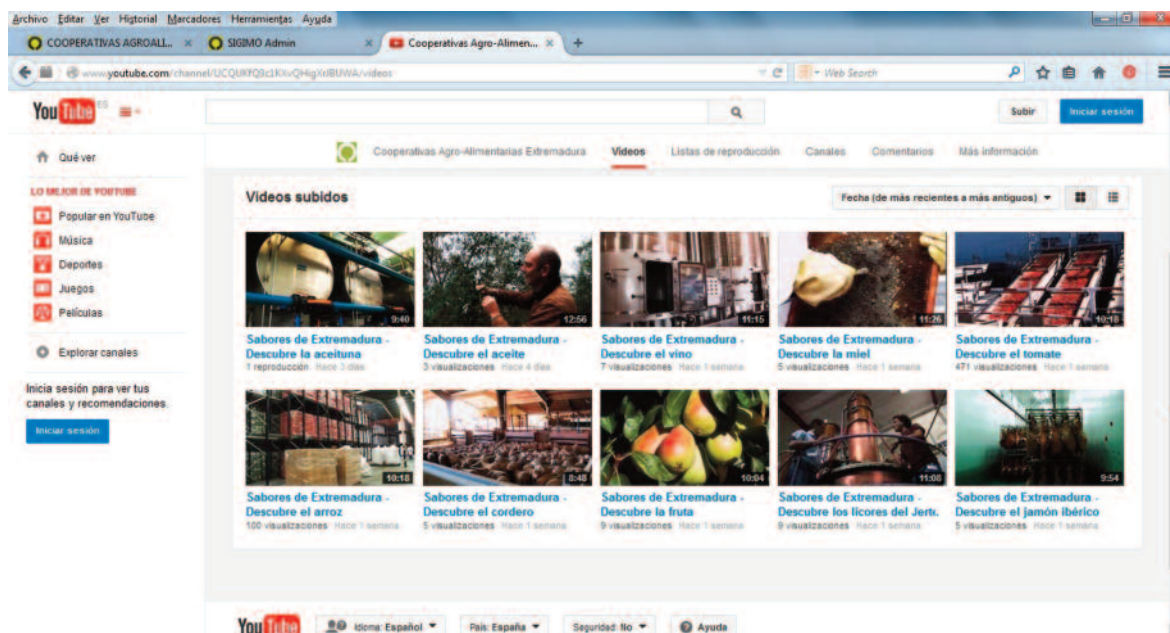 Archivo Editar Ver Historial Marcadores Herramientas Ayuda
COOPERATIVAS AGROALI... × SIGIMO Admin × Cooperativas Agro-Alimen... × +
www.youtube.com/channel/ Web Search
YouTube ES Subir Iniciar sesión
Qué ver
Cooperativas Agro-Alimentarias Extremadura Vídeos Listas de reproducción Canales Comentarios Más información
LO MEJOR DE YOUTUBE
Popular en YouTube
Música
Deportes
Juegos
Películas
Explorar canales
Inicia sesión para ver tus
canales y recomendaciones.
Iniciar sesión
Vídeos subidos Fecha (de más recientes a más antiguos)
9:40 12:56 11:15 11:26 10:18
Sabores de Extremadura - Sabores de Extremadura - Sabores de Extremadura - Sabores de Extremadura - Sabores de Extremadura -
Descubre la aceituna Descubre el aceite Descubre el vino Descubre la miel Descubre el tomate
1 reproducción Hace 3 días 3 visualizaciones Hace 4 días 7 visualizaciones Hace 1 semana 5 visualizaciones Hace 1 semana 471 visualizaciones Hace 1 semana
10:18 8:48 10:04 11:08 9:54
Sabores de Extremadura - Sabores de Extremadura - Sabores de Extremadura - Sabores de Extremadura - Sabores de Extremadura -
Descubre el arroz Descubre el cordero Descubre la fruta Descubre los licores del Jerte. Descubre el jamón ibérico
100 visualizaciones Hace 1 semana 5 visualizaciones Hace 1 semana 9 visualizaciones Hace 1 semana 9 visualizaciones Hace 1 semana 5 visualizaciones Hace 1 semana
YouTube Idioma: Español País: España Seguridad: No Ayuda